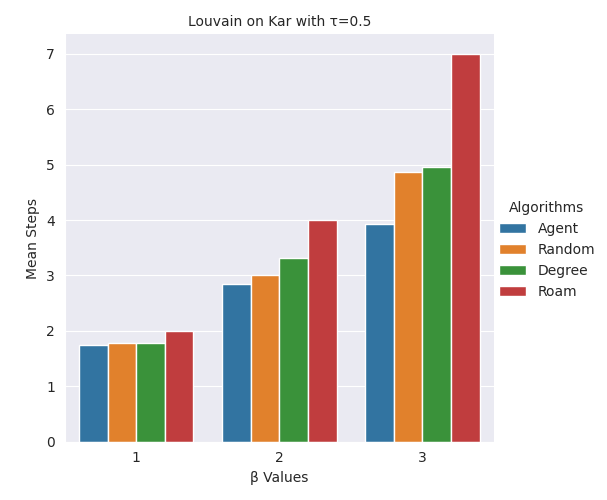 Louvain on Kar with τ=0.5
Mean Steps
7
6
5
4
3
2
1
0
1 2 3
β Values
Algorithms
Agent
Random
Degree
Roam